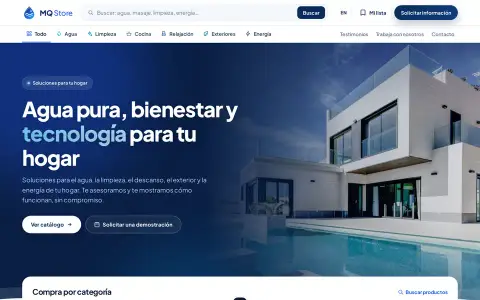 MQ Store
Buscar: agua, masaje, limpieza, energía...
Buscar
EN
Mi lista
Solicitar información
Todo
Agua
Limpieza
Cocina
Relajación
Exteriores
Energía
Testimonios
Trabaja con nosotros
Contacto
Soluciones para tu hogar
Agua pura, bienestar y
tecnología para tu
hogar
Soluciones para el agua, la limpieza, el descanso, el exterior y la
energía de tu hogar. Te asesoramos y te mostramos cómo
funcionan, sin compromiso.
Ver catálogo →
Solicitar una demostración
Compra por categoría
Buscar productos